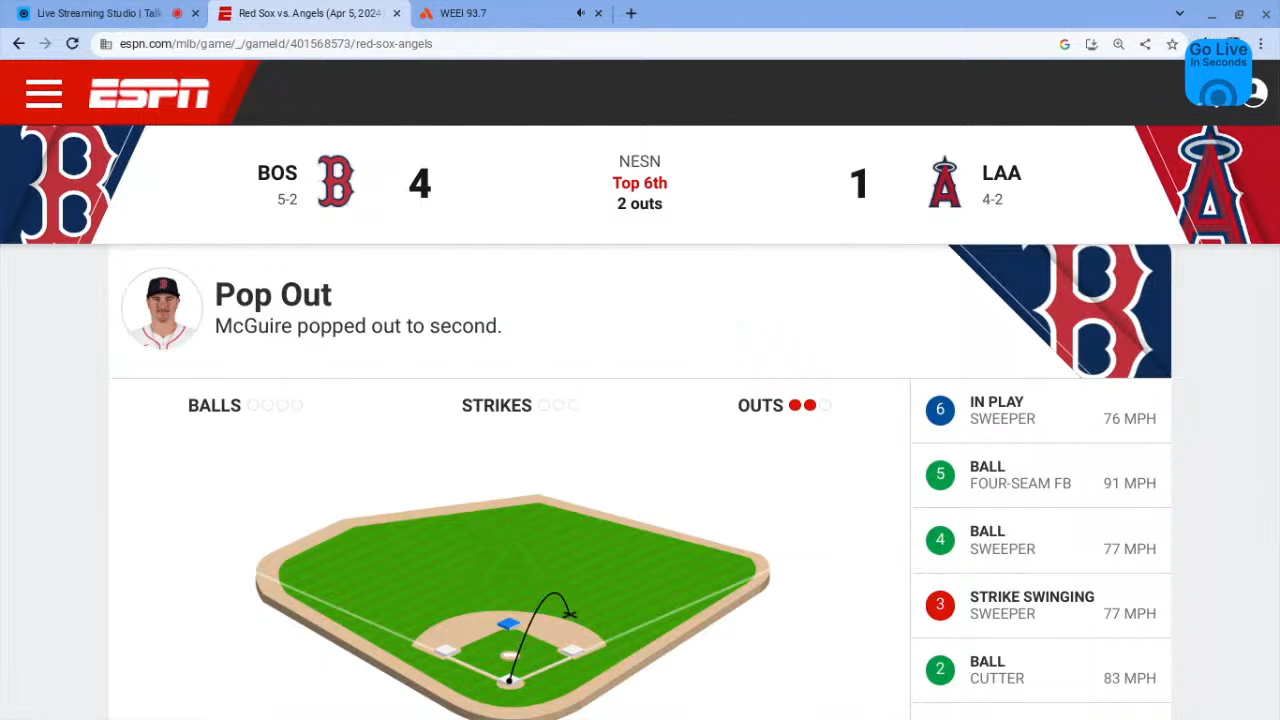 Live Streaming Studio | Talk
Red Sox vs. Angels (Apr 5, 2024
WEEI 93.7
espn.com/mlb/game/_/gameId/401568573/red-sox-angels
Go Live
In Seconds
ESPN
BOS
5-2
B
4
NESN
Top 6th
2 outs
1
A
LAA
4-2
Pop Out
McGuire popped out to second.
BALLS
STRIKES
OUTS
6
IN PLAY
SWEEPER
76 MPH
5
BALL
FOUR-SEAM FB
91 MPH
4
BALL
SWEEPER
77 MPH
3
STRIKE SWINGING
SWEEPER
77 MPH
2
BALL
CUTTER
83 MPH